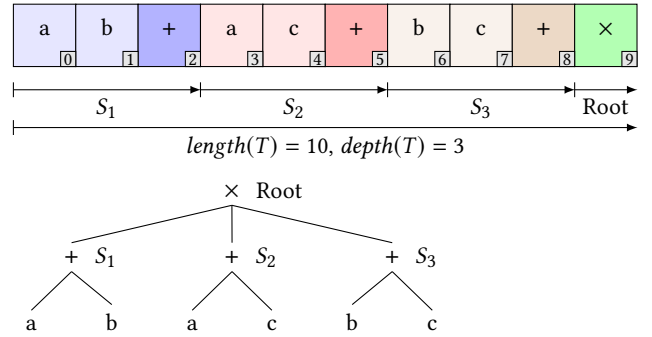 a b + a c + b c + ×
0 1 2 3 4 5 6 7 8 9
S₁ S₂ S₃ Root
length(T) = 10, depth(T) = 3
× Root
+ S₁ + S₂ + S₃
a b a c b c